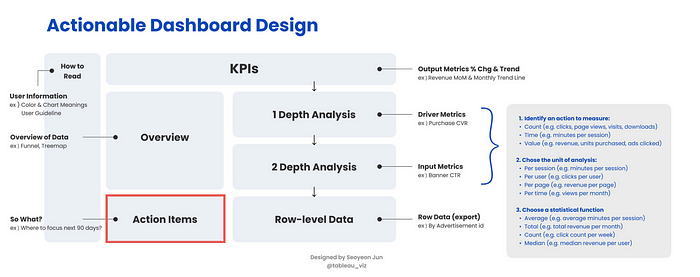 Actionable Dashboard Design
How to
Read
KPIs
Output Metrics % Chg & Trend
ex ) Revenue MoM & Monthly Trend Line
User Information
ex ) Color & Chart Meanings
User Guideline
Overview of Data
ex ) Funnel, Treemap
Overview
1 Depth Analysis
Driver Metrics
ex ) Purchase CVR
2 Depth Analysis
Input Metrics
ex ) Banner CTR
So What?
ex ) Where to focus next 90 days?
Action Items
Row-level Data
Row Data (export)
ex ) By Advertisement id
1. Identify an action to measure:
• Count (e.g. clicks, page views, visits, downloads)
• Time (e.g. minutes per session)
• Value (e.g. revenue, units purchased, ads clicked)
2. Chose the unit of analysis:
• Per session (e.g. minutes per session)
• Per user (e.g. clicks per user)
• Per page (e.g. revenue per page)
• Per time (e.g. views per month)
3. Choose a statistical function
• Average (e.g. average minutes per session)
• Total (e.g. total revenue per month)
• Count (e.g. click count per week)
• Median (e.g. median revenue per user)
Designed by Seoyeon Jun
@tableau_viz